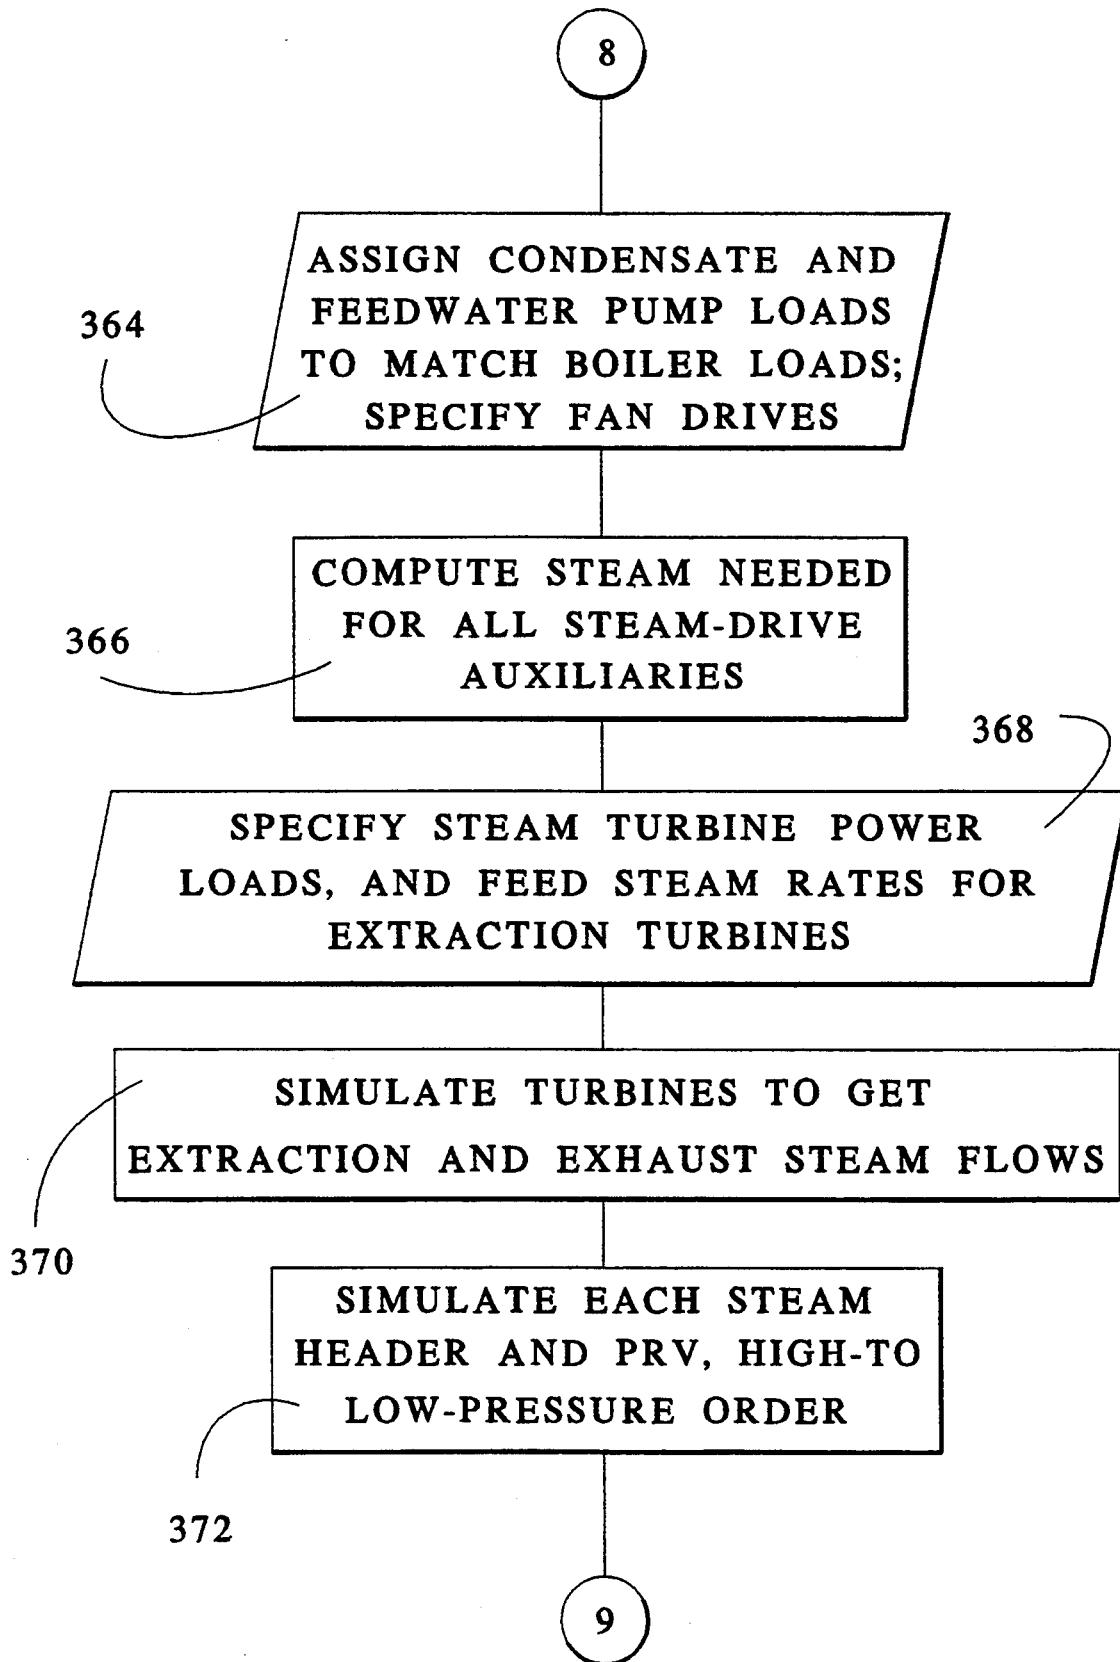 8
ASSIGN CONDENSATE AND
FEEDWATER PUMP LOADS
TO MATCH BOILER LOADS;
SPECIFY FAN DRIVES
364
COMPUTE STEAM NEEDED
FOR ALL STEAM-DRIVE
AUXILIARIES
366
368
SPECIFY STEAM TURBINE POWER
LOADS, AND FEED STEAM RATES FOR
EXTRACTION TURBINES
SIMULATE TURBINES TO GET
EXTRACTION AND EXHAUST STEAM FLOWS
370
SIMULATE EACH STEAM
HEADER AND PRV, HIGH-TO
LOW-PRESSURE ORDER
372
9